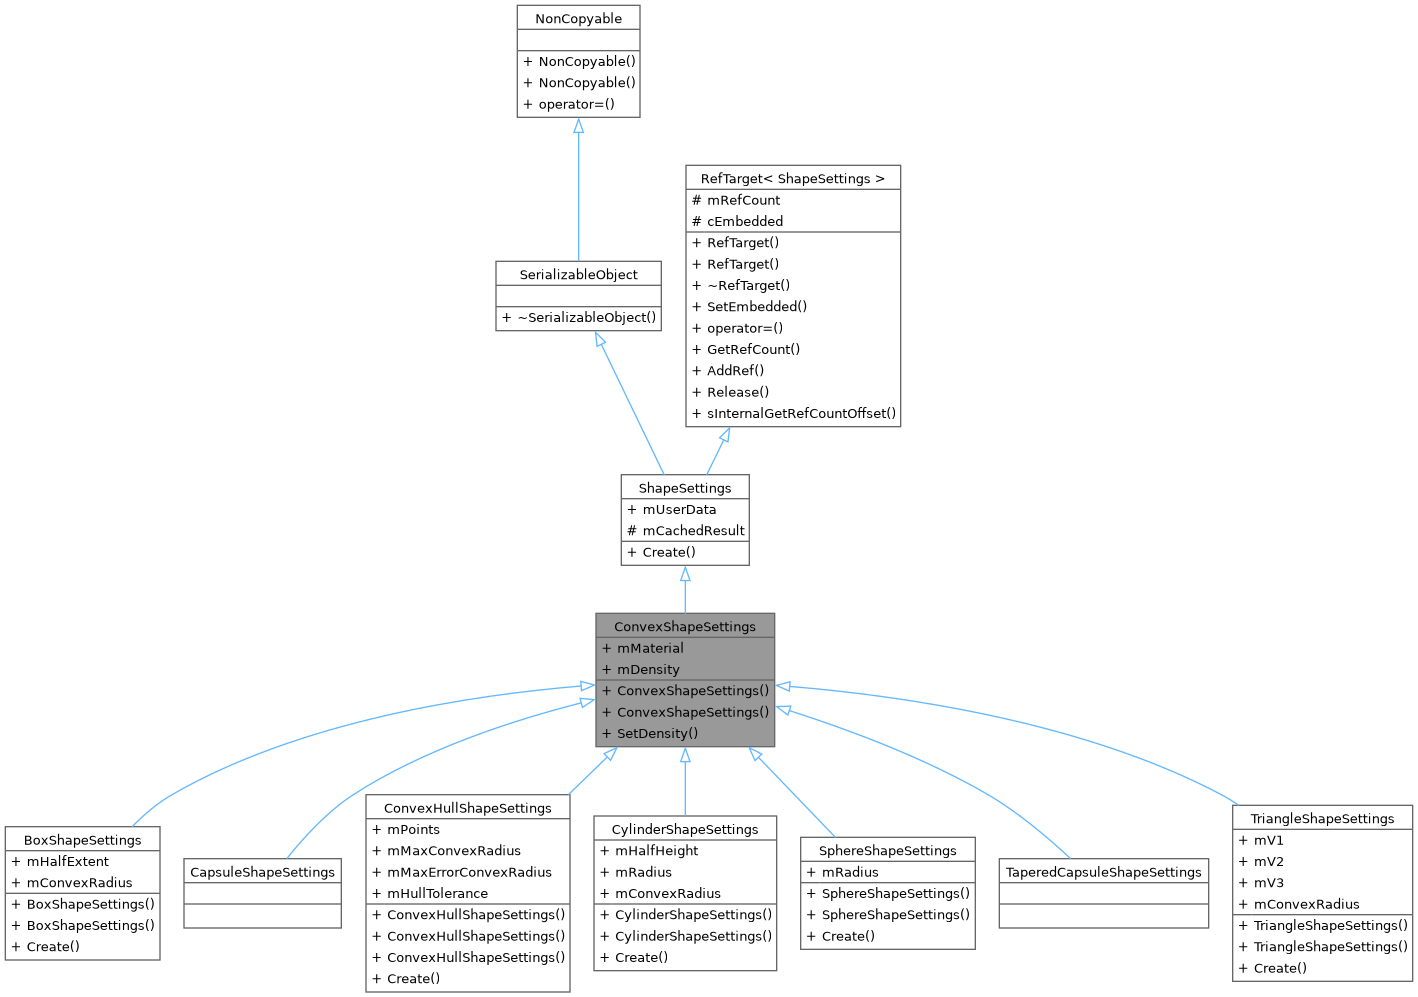 NonCopyable
+ NonCopyable()
+ NonCopyable()
+ operator=()
RefTarget< ShapeSettings >
# mRefCount
# cEmbedded
+ RefTarget()
+ RefTarget()
+ ~RefTarget()
+ SetEmbedded()
+ operator=()
+ GetRefCount()
+ AddRef()
+ Release()
+ sInternalGetRefCountOffset()
SerializableObject
+ ~SerializableObject()
ShapeSettings
+ mUserData
# mCachedResult
+ Create()
ConvexShapeSettings
+ mMaterial
+ mDensity
+ ConvexShapeSettings()
+ ConvexShapeSettings()
+ SetDensity()
BoxShapeSettings
+ mHalfExtent
+ mConvexRadius
+ BoxShapeSettings()
+ BoxShapeSettings()
+ Create()
CapsuleShapeSettings
ConvexHullShapeSettings
+ mPoints
+ mMaxConvexRadius
+ mMaxErrorConvexRadius
+ mHullTolerance
+ ConvexHullShapeSettings()
+ ConvexHullShapeSettings()
+ ConvexHullShapeSettings()
+ Create()
CylinderShapeSettings
+ mHalfHeight
+ mRadius
+ mConvexRadius
+ CylinderShapeSettings()
+ CylinderShapeSettings()
+ Create()
SphereShapeSettings
+ mRadius
+ SphereShapeSettings()
+ SphereShapeSettings()
+ Create()
TaperedCapsuleShapeSettings
TriangleShapeSettings
+ mV1
+ mV2
+ mV3
+ mConvexRadius
+ TriangleShapeSettings()
+ TriangleShapeSettings()
+ Create()